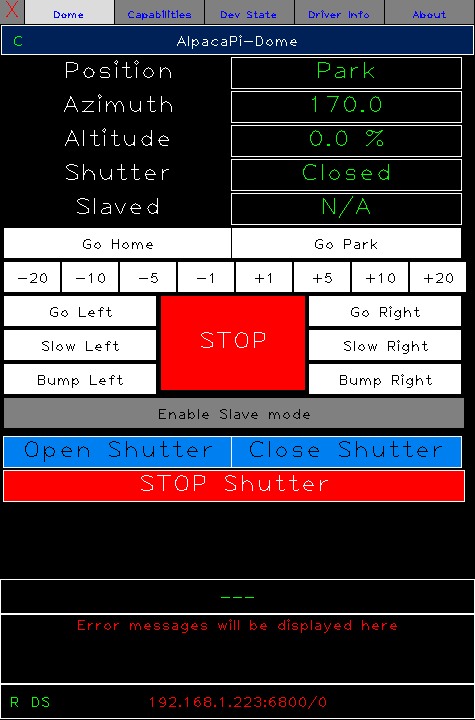 X Dome Capabilities Dev State Driver Info About
C AlpacaPi-Dome
Position Park
Azimuth 170.0
Altitude 0.0 %
Shutter Closed
Slaved N/A
Go Home Go Park
-20 -10 -5 -1 +1 +5 +10 +20
Go Left STOP Go Right
Slow Left Slow Right
Bump Left Bump Right
Enable Slave mode
Open Shutter Close Shutter
STOP Shutter
---
Error messages will be displayed here
R DS 192.168.1.223:6800/0